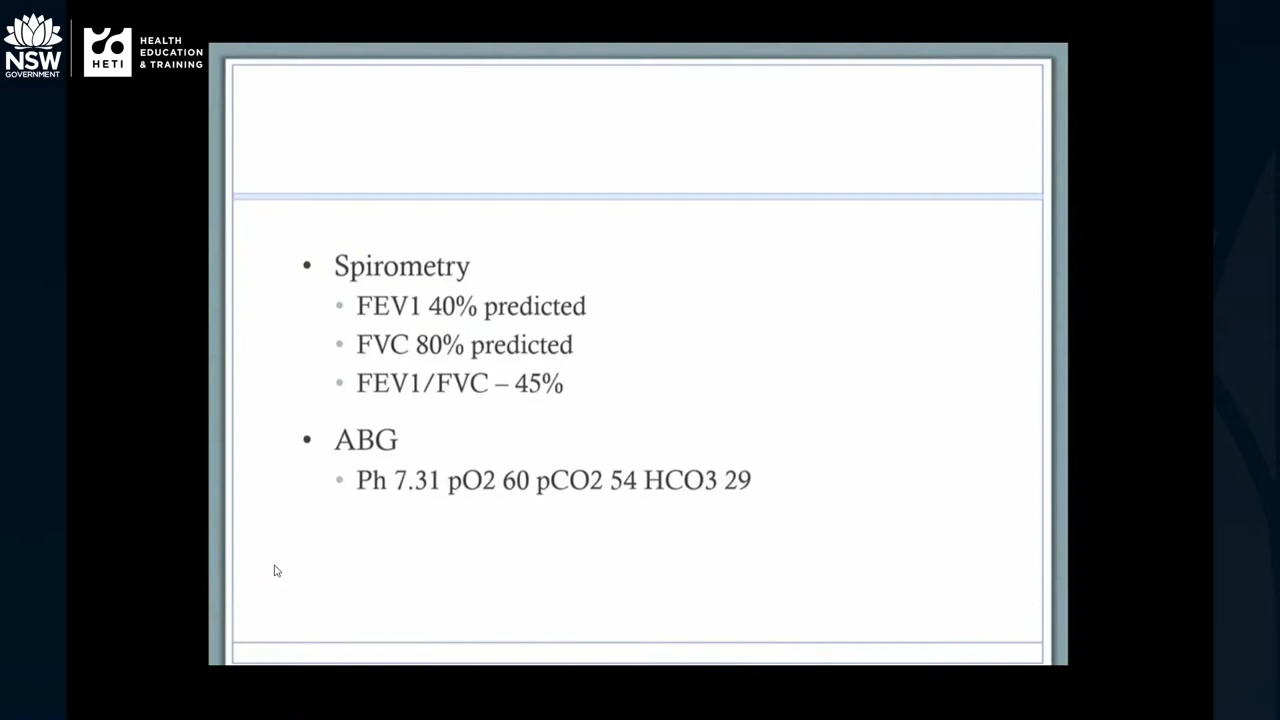 NSW
GOVERNMENT
HETI
HEALTH
EDUCATION
& TRAINING
• Spirometry
• FEV1 40% predicted
• FVC 80% predicted
• FEV1/FVC – 45%
• ABG
• Ph 7.31 pO2 60 pCO2 54 HCO3 29